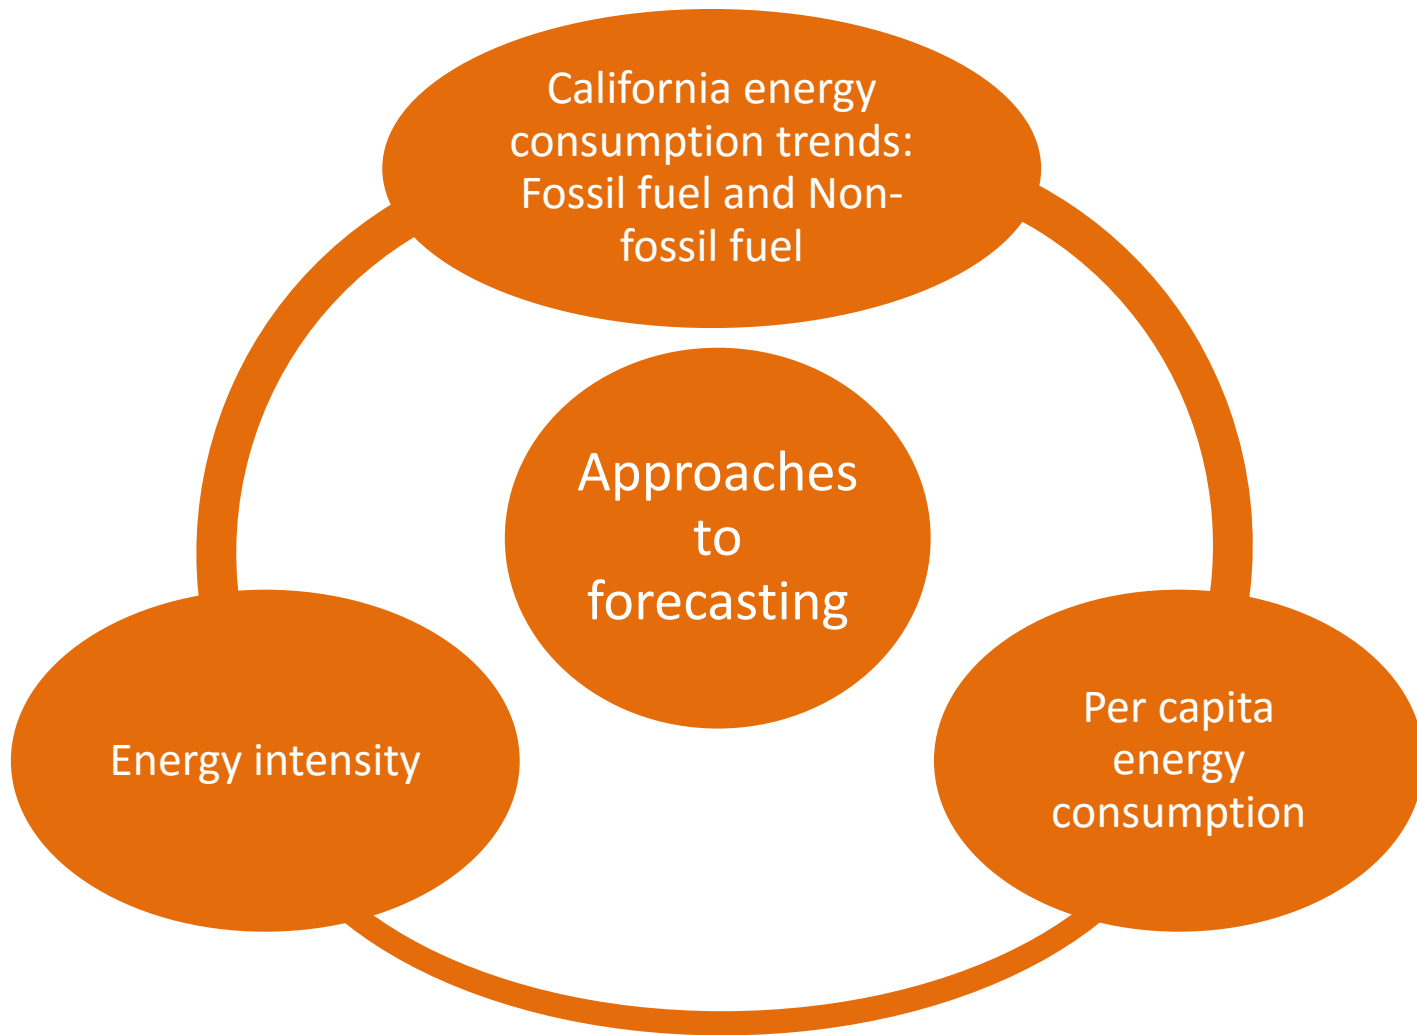 California energy
consumption trends:
Fossil fuel and Non-
fossil fuel
Approaches
to
forecasting
Energy intensity
Per capita
energy
consumption